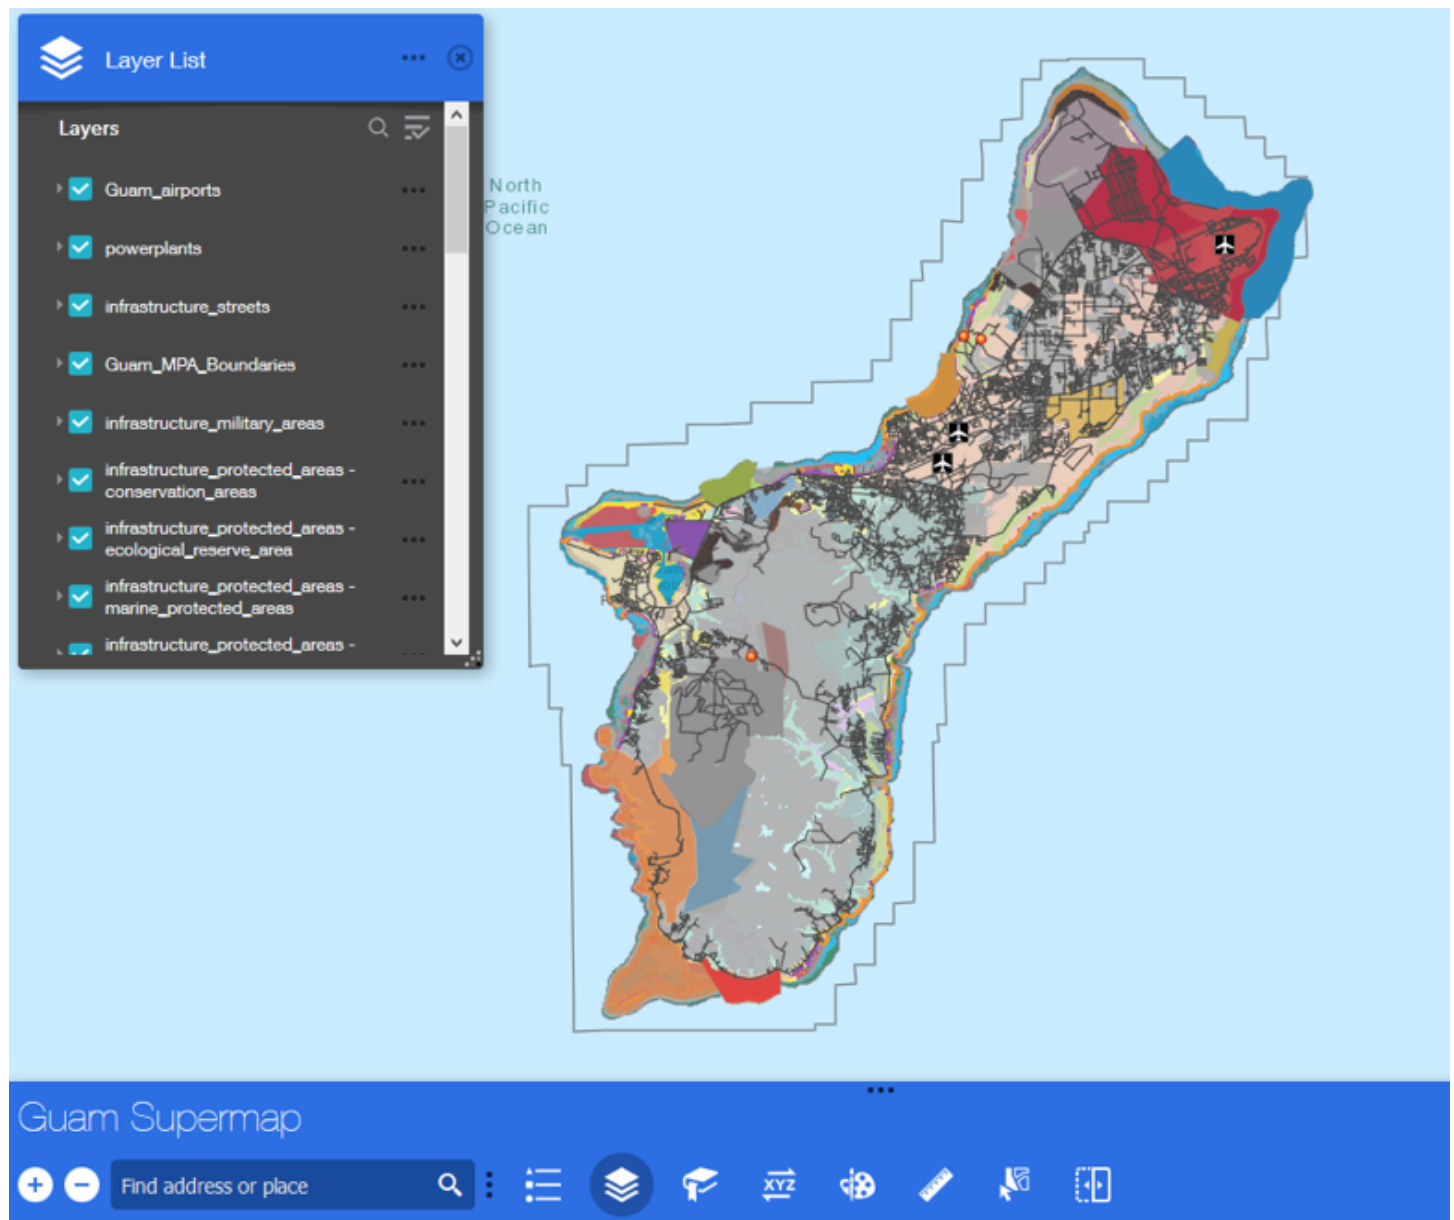 Layer List
Layers
Guam_airports
powerplants
infrastructure_streets
Guam_MPA_Boundaries
infrastructure_military_areas
infrastructure_protected_areas -
conservation_areas
infrastructure_protected_areas -
ecological_reserve_area
infrastructure_protected_areas -
marine_protected_areas
infrastructure_protected_areas -
North
Pacific
Ocean
Guam Supermap
Find address or place
XYZ